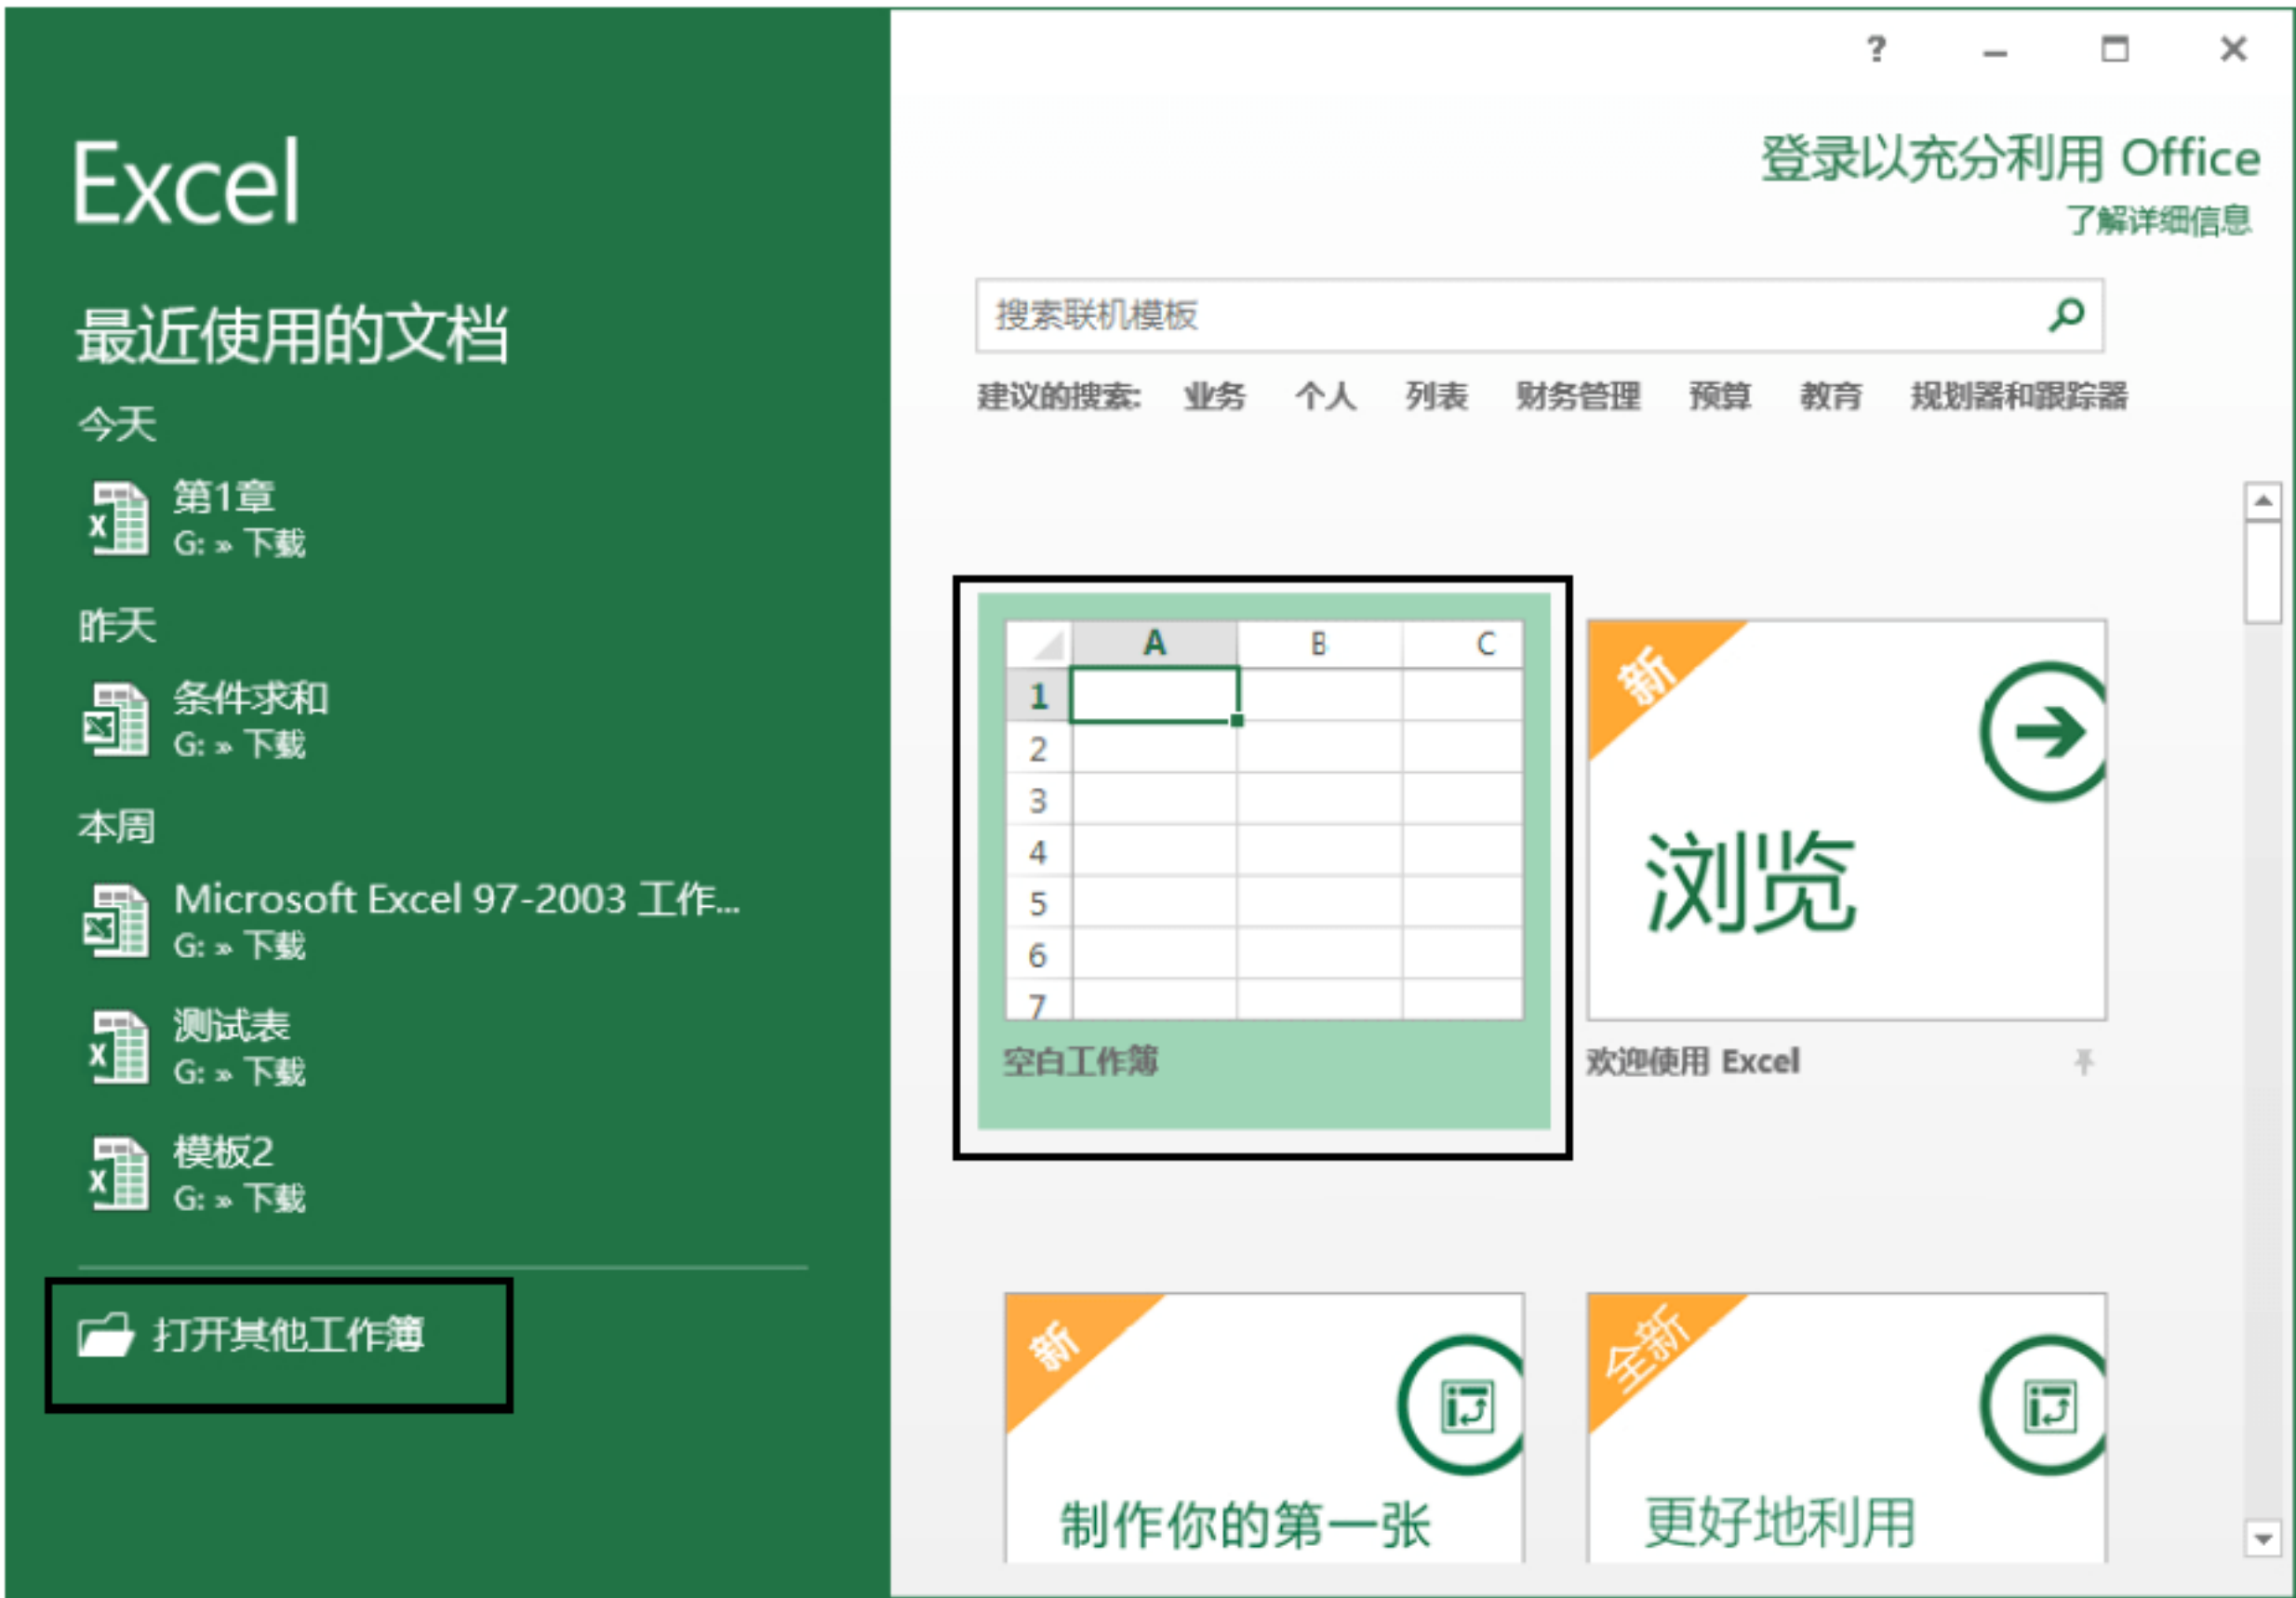 Excel
最近使用的文档
今天
第1章
G: » 下载
昨天
条件求和
G: » 下载
本周
Microsoft Excel 97-2003 工作...
G: » 下载
测试表
G: » 下载
模板2
G: » 下载
打开其他工作簿
?
登录以充分利用 Office
了解详细信息
搜索联机模板
建议的搜索: 业务 个人 列表 财务管理 预算 教育 规划器和跟踪器
A B C
1
2
3
4
5
6
7
空白工作簿
新
浏览
欢迎使用 Excel
新
制作你的第一张
全新
更好地利用